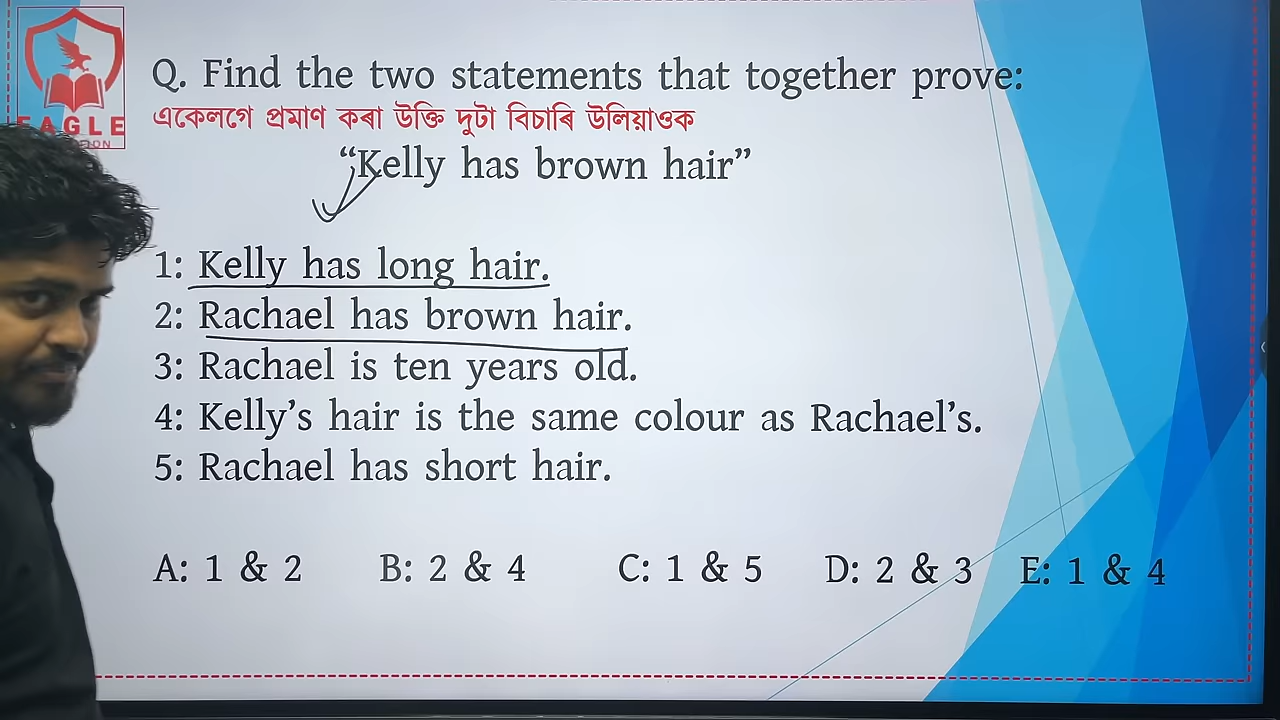 EAGLE
Q. Find the two statements that together prove:
একেলগে প্ৰমাণ কৰা উক্তি দুটা বিচাৰি উলিয়াওক
“Kelly has brown hair”
1: Kelly has long hair.
2: Rachael has brown hair.
3: Rachael is ten years old.
4: Kelly’s hair is the same colour as Rachael’s.
5: Rachael has short hair.
A: 1 & 2 B: 2 & 4 C: 1 & 5 D: 2 & 3 E: 1 & 4